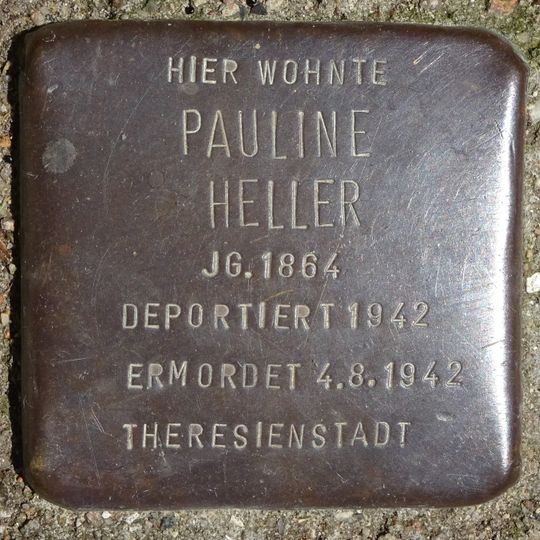 HIER WOHNTE
PAULINE
HELLER
JG. 1864
DEPORTIERT 1942
ERMORDET 4.8.1942
THERESIENSTADT